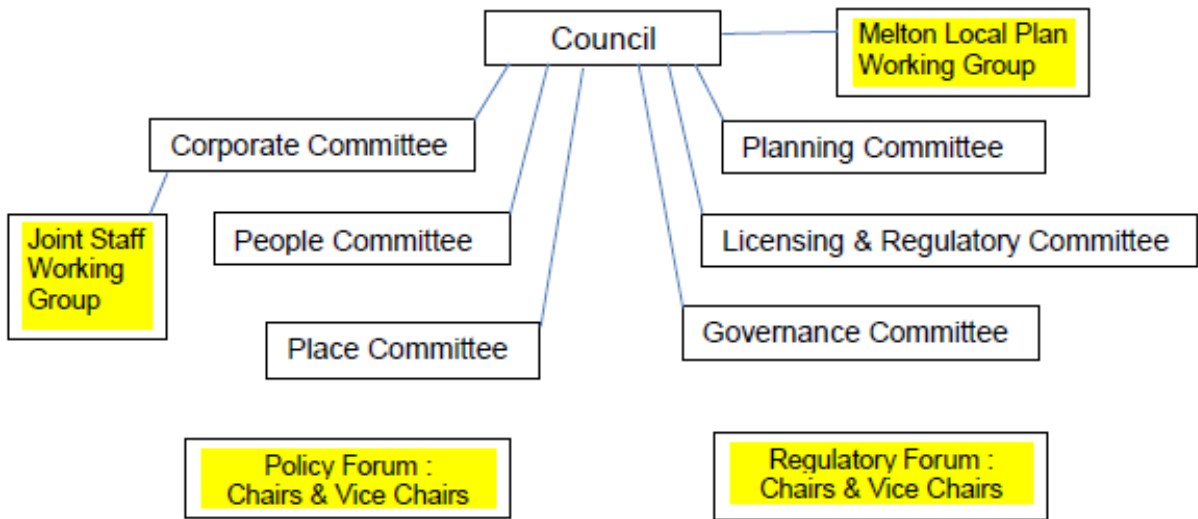 Council
Melton Local Plan
Working Group
Corporate Committee
Planning Committee
Joint Staff
Working
Group
People Committee
Licensing & Regulatory Committee
Place Committee
Governance Committee
Policy Forum :
Chairs & Vice Chairs
Regulatory Forum :
Chairs & Vice Chairs